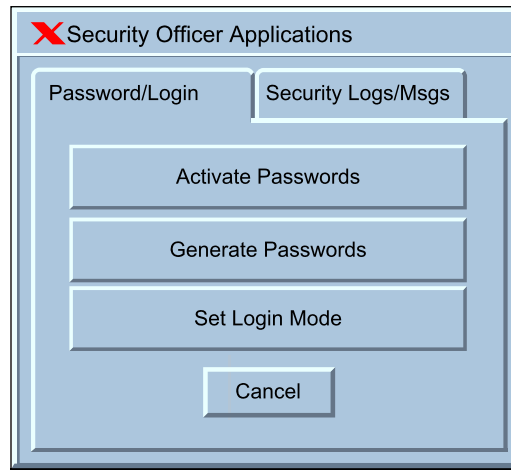 Security Officer Applications
Password/Login
Security Logs/Msgs
Activate Passwords
Generate Passwords
Set Login Mode
Cancel